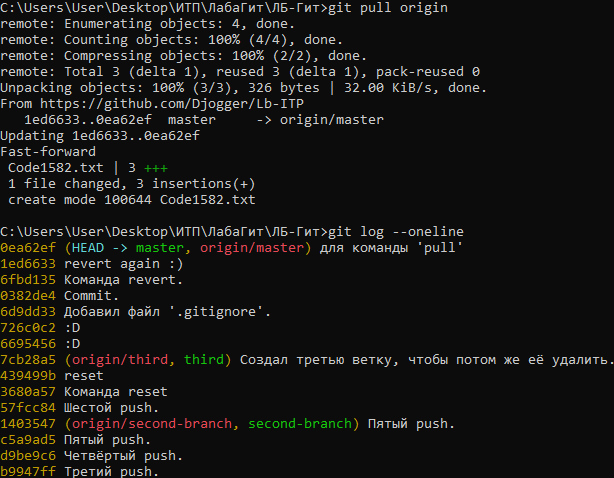 C:\Users\User\Desktop\ИТП\ЛабаГит\ЛБ-Гит>git pull origin
remote: Enumerating objects: 4, done.
remote: Counting objects: 100% (4/4), done.
remote: Compressing objects: 100% (2/2), done.
remote: Total 3 (delta 1), reused 3 (delta 1), pack-reused 0
Unpacking objects: 100% (3/3), 326 bytes | 32.00 KiB/s, done.
From https://github.com/Djogger/Lb-ITP
   1ed6633..0ea62ef  master     -> origin/master
Updating 1ed6633..0ea62ef
Fast-forward
 Code1582.txt | 3 +++
 1 file changed, 3 insertions(+)
 create mode 100644 Code1582.txt
C:\Users\User\Desktop\ИТП\ЛабаГит\ЛБ-Гит>git log --oneline
0ea62ef (HEAD -> master, origin/master) для команды 'pull'
1ed6633 revert again :)
6fbd135 Команда revert.
0382de4 Commit.
6d9dd33 Добавил файл '.gitignore'.
726c0c2 :D
6695456 :D
7cb28a5 (origin/third, third) Создал третью ветку, чтобы потом же её удалить.
439499b reset
3680a57 Команда reset
57fcc84 Шестой push.
1403547 (origin/second-branch, second-branch) Пятый push.
c5a9ad5 Пятый push.
d9be9c6 Четвёртый push.
b9947ff Третий push.